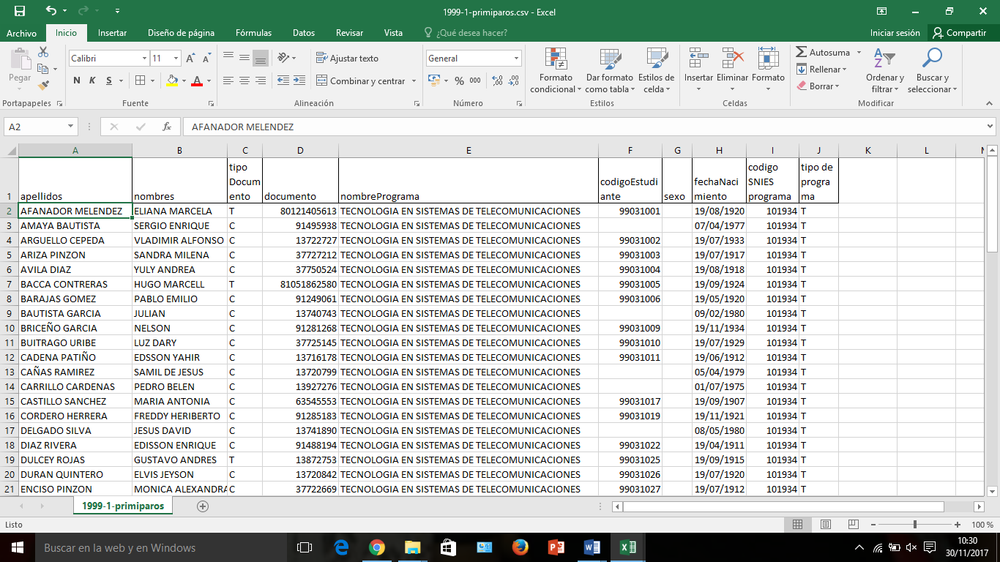 1999-1-primiparos.csv - Excel
Archivo Inicio Insertar Diseño de página Fórmulas Datos Revisar Vista ¿Qué desea hacer? Iniciar sesión Compartir
Calibri 11 Ajustar texto General Autosuma
Pegar N K S Combinar y centrar % 000 Formato condicional Dar formato como tabla Estilos de celda Insertar Eliminar Formato Rellenar Borrar Ordenar y filtrar Buscar y seleccionar
Portapapeles Fuente Alineación Número Estilos Celdas Modificar
A2 fx AFANADOR MELENDEZ
A B C D E F G H I J K L
1 apellidos nombres tipo Documento documento nombrePrograma codigoEstudiante sexo fechaNacimiento codigo SNIES programa tipo de programa
2 AFANADOR MELENDEZ ELIANA MARCELA T 80121405613 TECNOLOGIA EN SISTEMAS DE TELECOMUNICACIONES 99031001 19/08/1920 101934 T
3 AMAYA BAUTISTA SERGIO ENRIQUE C 91495938 TECNOLOGIA EN SISTEMAS DE TELECOMUNICACIONES 07/04/1977 101934 T
4 ARGUELLO CEPEDA VLADIMIR ALFONSO C 13722727 TECNOLOGIA EN SISTEMAS DE TELECOMUNICACIONES 99031002 19/07/1933 101934 T
5 ARIZA PINZON SANDRA MILENA C 37727212 TECNOLOGIA EN SISTEMAS DE TELECOMUNICACIONES 99031003 19/07/1917 101934 T
6 AVILA DIAZ YULY ANDREA C 37750524 TECNOLOGIA EN SISTEMAS DE TELECOMUNICACIONES 99031004 19/08/1918 101934 T
7 BACCA CONTRERAS HUGO MARCELL T 81051862580 TECNOLOGIA EN SISTEMAS DE TELECOMUNICACIONES 99031005 19/09/1924 101934 T
8 BARAJAS GOMEZ PABLO EMILIO C 91249061 TECNOLOGIA EN SISTEMAS DE TELECOMUNICACIONES 99031006 19/05/1920 101934 T
9 BAUTISTA GARCIA JULIAN C 13740743 TECNOLOGIA EN SISTEMAS DE TELECOMUNICACIONES 09/02/1980 101934 T
10 BRICEÑO GARCIA NELSON C 91281268 TECNOLOGIA EN SISTEMAS DE TELECOMUNICACIONES 99031009 19/11/1934 101934 T
11 BUITRAGO URIBE LUZ DARY C 37725145 TECNOLOGIA EN SISTEMAS DE TELECOMUNICACIONES 99031010 19/07/1929 101934 T
12 CADENA PATIÑO EDSSON YAHIR C 13716178 TECNOLOGIA EN SISTEMAS DE TELECOMUNICACIONES 99031011 19/06/1912 101934 T
13 CAÑAS RAMIREZ SAMIL DE JESUS C 13720799 TECNOLOGIA EN SISTEMAS DE TELECOMUNICACIONES 05/04/1979 101934 T
14 CARRILLO CARDENAS PEDRO BELEN C 13927276 TECNOLOGIA EN SISTEMAS DE TELECOMUNICACIONES 01/07/1975 101934 T
15 CASTILLO SANCHEZ MARIA ANTONIA C 63545553 TECNOLOGIA EN SISTEMAS DE TELECOMUNICACIONES 99031017 19/09/1907 101934 T
16 CORDERO HERRERA FREDDY HERIBERTO C 91285183 TECNOLOGIA EN SISTEMAS DE TELECOMUNICACIONES 99031019 19/11/1921 101934 T
17 DELGADO SILVA JESUS DAVID C 13741890 TECNOLOGIA EN SISTEMAS DE TELECOMUNICACIONES 08/05/1980 101934 T
18 DIAZ RIVERA EDISSON ENRIQUE C 91488194 TECNOLOGIA EN SISTEMAS DE TELECOMUNICACIONES 99031022 19/04/1911 101934 T
19 DULCEY ROJAS GUSTAVO ANDRES T 13872753 TECNOLOGIA EN SISTEMAS DE TELECOMUNICACIONES 99031025 19/09/1915 101934 T
20 DURAN QUINTERO ELVIS JEYSON C 13720842 TECNOLOGIA EN SISTEMAS DE TELECOMUNICACIONES 99031026 19/07/1920 101934 T
21 ENCISO PINZON MONICA ALEXANDRA C 37722669 TECNOLOGIA EN SISTEMAS DE TELECOMUNICACIONES 99031027 19/07/1912 101934 T
1999-1-primiparos
Listo 100 %
Buscar en la web y en Windows 10:30
30/11/2017